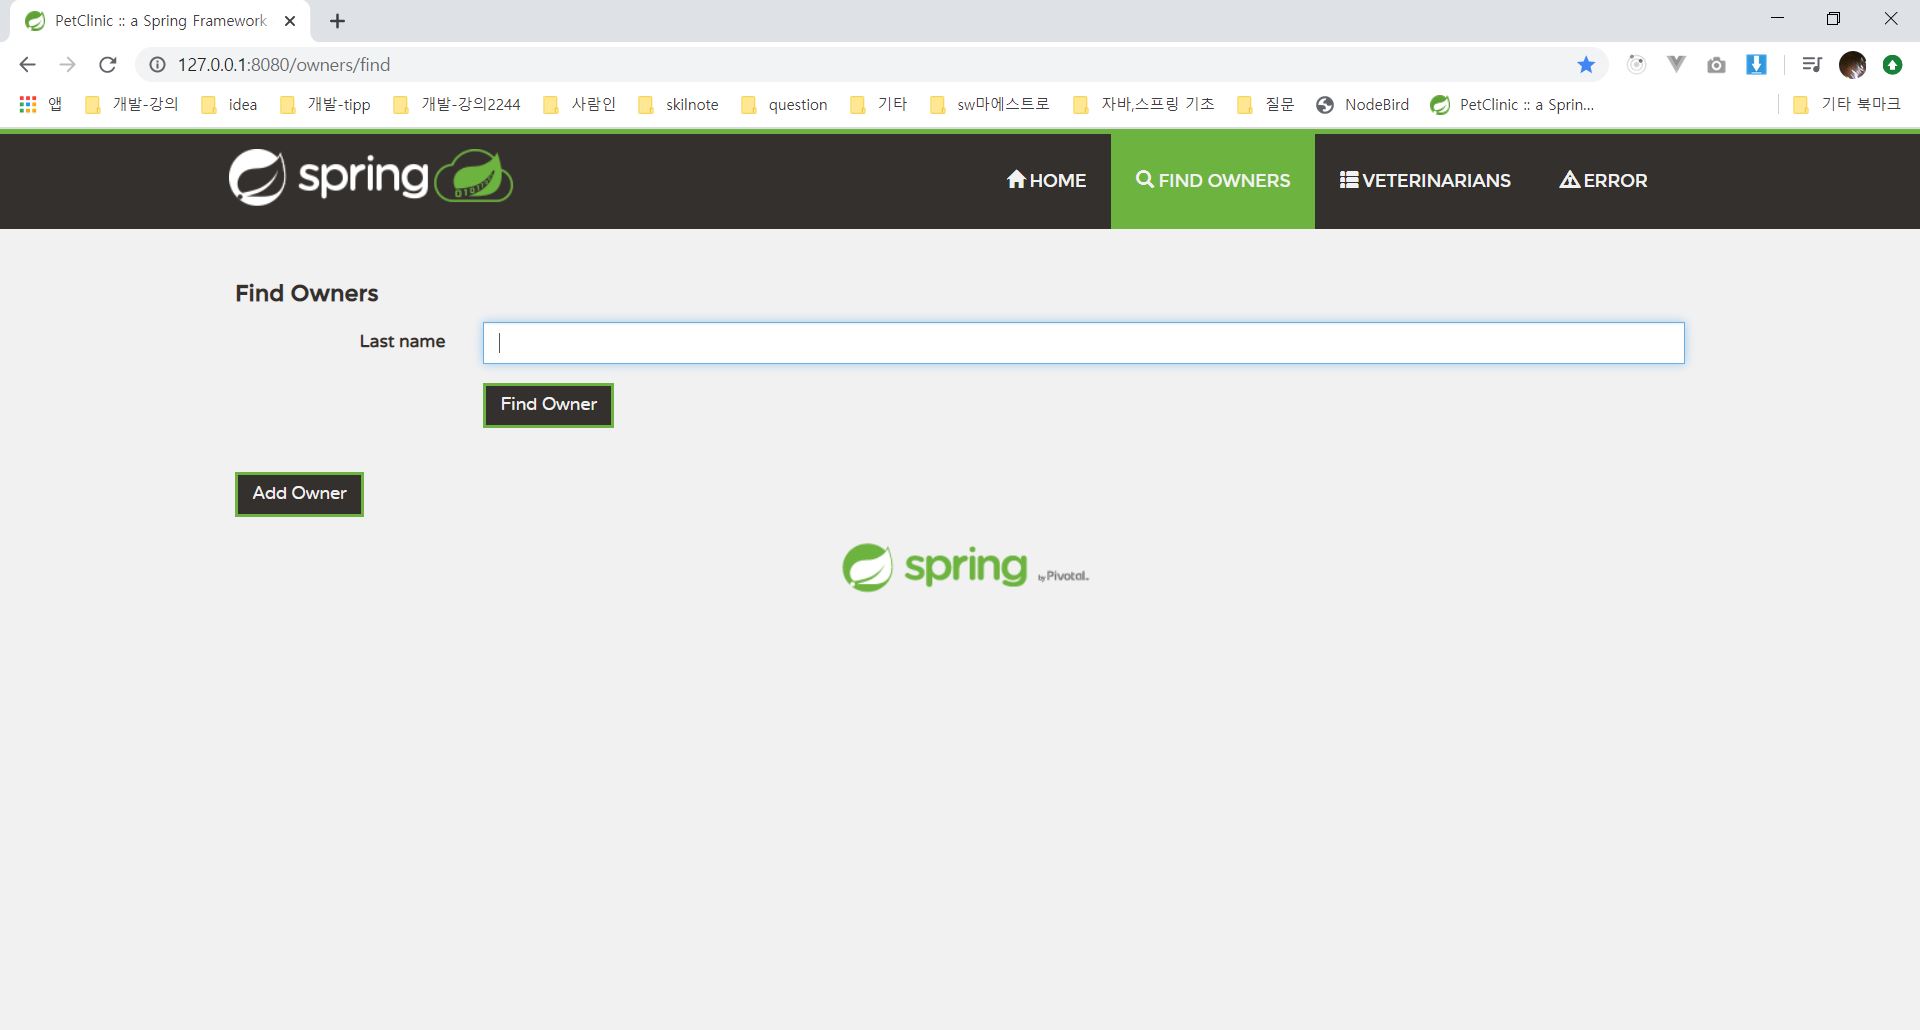 PetClinic :: a Spring Framework
127.0.0.1:8080/owners/find
앱 개발-강의 idea 개발-tipp 개발-강의2244 사람인 skilnote question 기타 sw마에스트로 자바,스프링 기초 질문 NodeBird PetClinic :: a Sprin... 기타 북마크
spring HOME FIND OWNERS VETERINARIANS ERROR
Find Owners
Last name
Find Owner
Add Owner
spring by Pivotal.